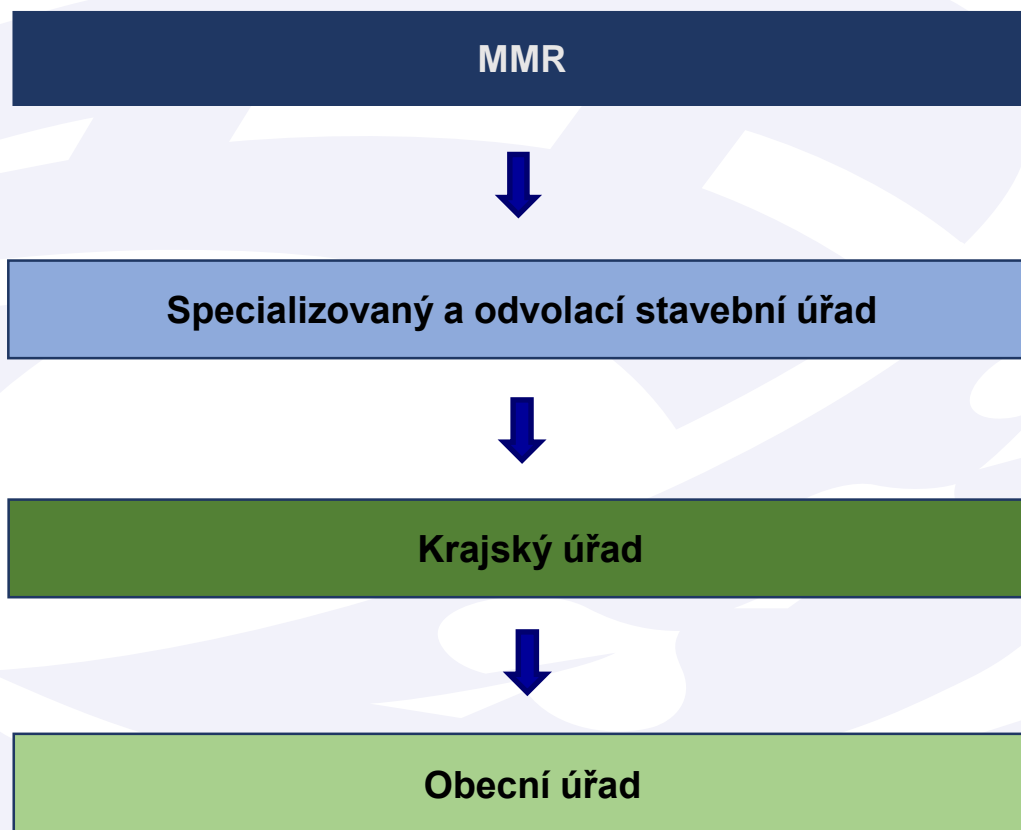 MMR
Specializovaný a odvolací stavební úřad
Krajský úřad
Obecní úřad